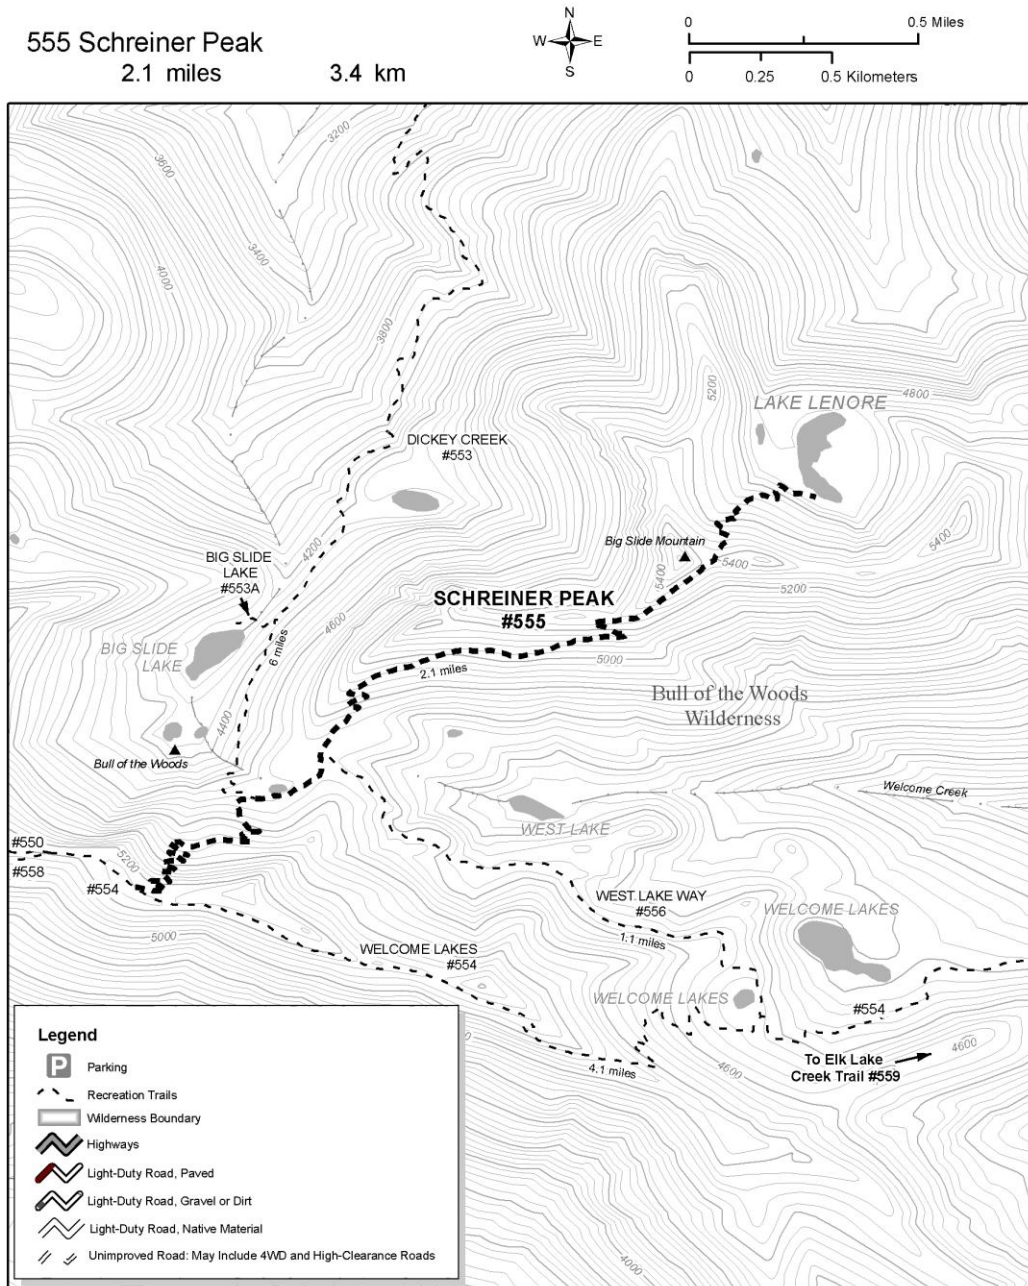 555 Schreiner Peak
2.1 miles 3.4 km
N
W E
S
0 0.5 Miles
0 0.25 0.5 Kilometers
3200
3600
3400
4000
3800
5200
4800
LAKE LENORE
DICKEY CREEK
#553
4200
BIG SLIDE
LAKE
#553A
Big Slide Mountain
5400
5400
5400
5200
SCHREINER PEAK
#555
4600
BIG SLIDE
LAKE
6 miles
5000
2.1 miles
Bull of the Woods
Wilderness
4400
Bull of the Woods
Welcome Creek
WEST LAKE
#550
#558
5200
#554
WEST LAKE WAY
#556
WELCOME LAKES
5000
WELCOME LAKES
#554
1.1 miles
WELCOME LAKES
#554
4600
4600
To Elk Lake
Creek Trail #559
4.1 miles
4000
Legend
P Parking
Recreation Trails
Wilderness Boundary
Highways
Light-Duty Road, Paved
Light-Duty Road, Gravel or Dirt
Light-Duty Road, Native Material
Unimproved Road: May Include 4WD and High-Clearance Roads